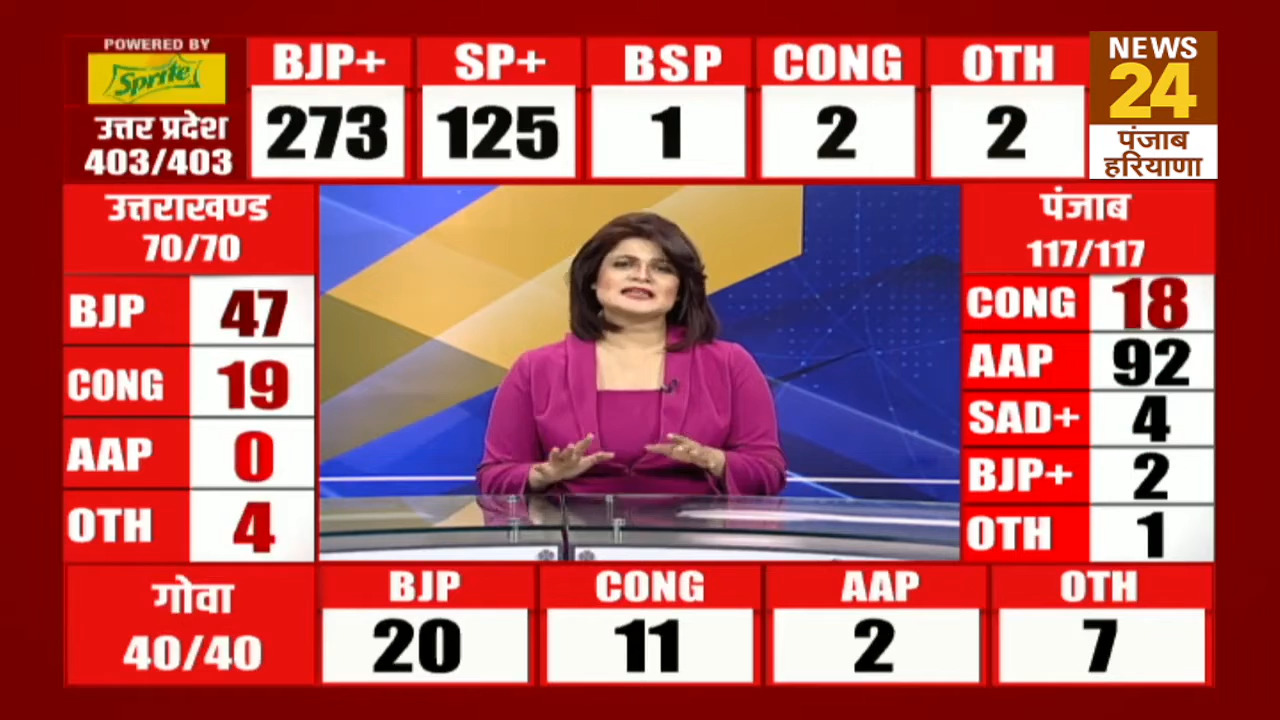 POWERED BY
Sprite
उत्तर प्रदेश
403/403
BJP+ SP+ BSP CONG OTH
273 125 1 2 2
NEWS
24
पंजाब
हरियाणा
उत्तराखण्ड
70/70
BJP 47
CONG 19
AAP 0
OTH 4
पंजाब
117/117
CONG 18
AAP 92
SAD+ 4
BJP+ 2
OTH 1
गोवा
40/40
BJP CONG AAP OTH
20 11 2 7